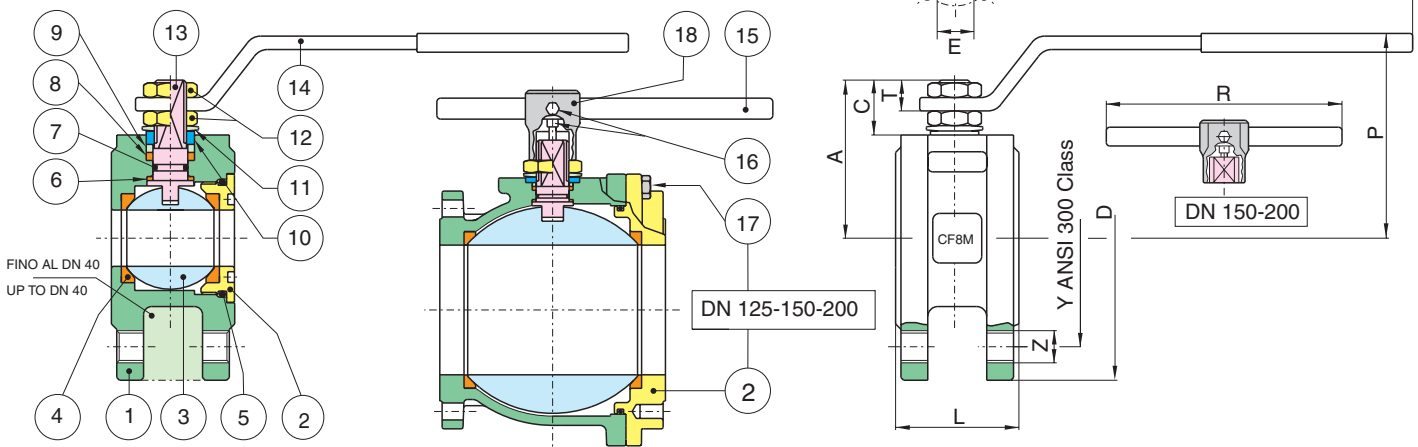 9
13
18
15
E
8
14
C
T
R
7
12
A
P
6
16
11
10
17
DN 150-200
D
CF8M
Y ANSI 300 Class
FINO AL DN 40
UP TO DN 40
DN 125-150-200
Z
4
1
3
5
2
2
L